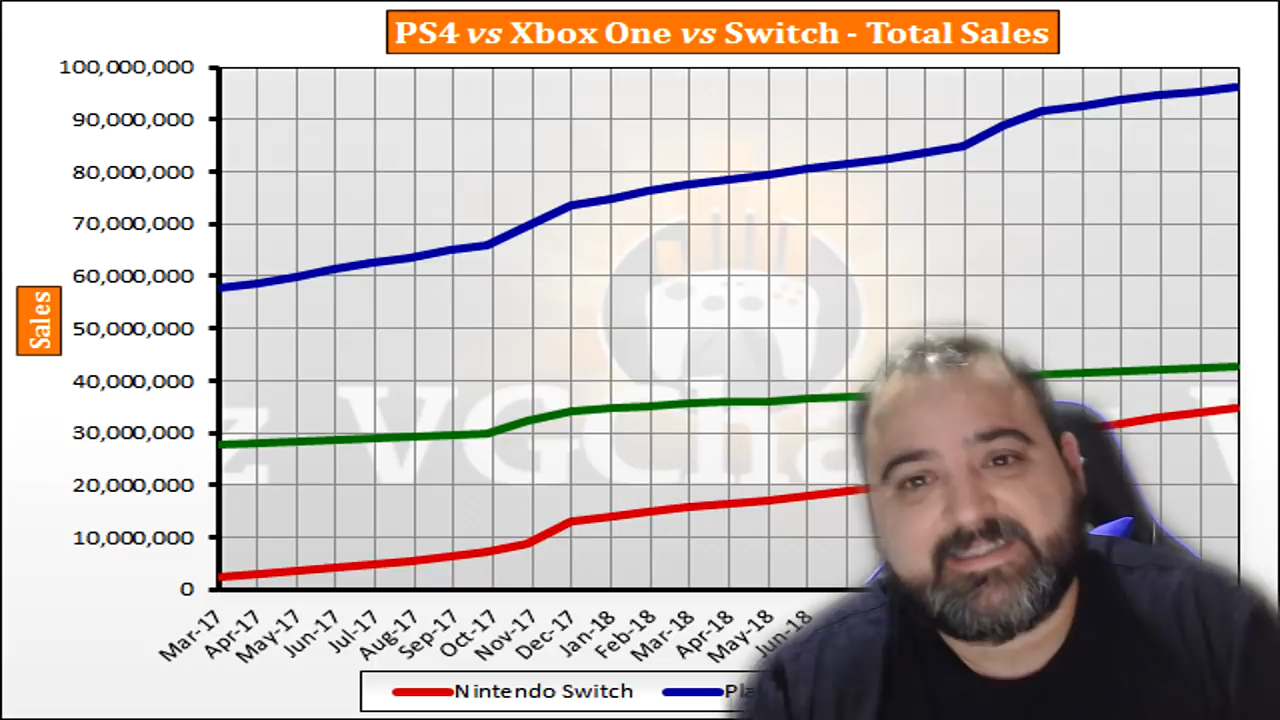 PS4 vs Xbox One vs Switch - Total Sales
100,000,000
90,000,000
80,000,000
70,000,000
60,000,000
50,000,000
40,000,000
30,000,000
20,000,000
10,000,000
0
Sales
VGCha
Mar-17
Apr-17
May-17
Jun-17
Jul-17
Aug-17
Sep-17
Oct-17
Nov-17
Dec-17
Jan-18
Feb-18
Mar-18
Apr-18
May-18
Jun-18
Nintendo Switch